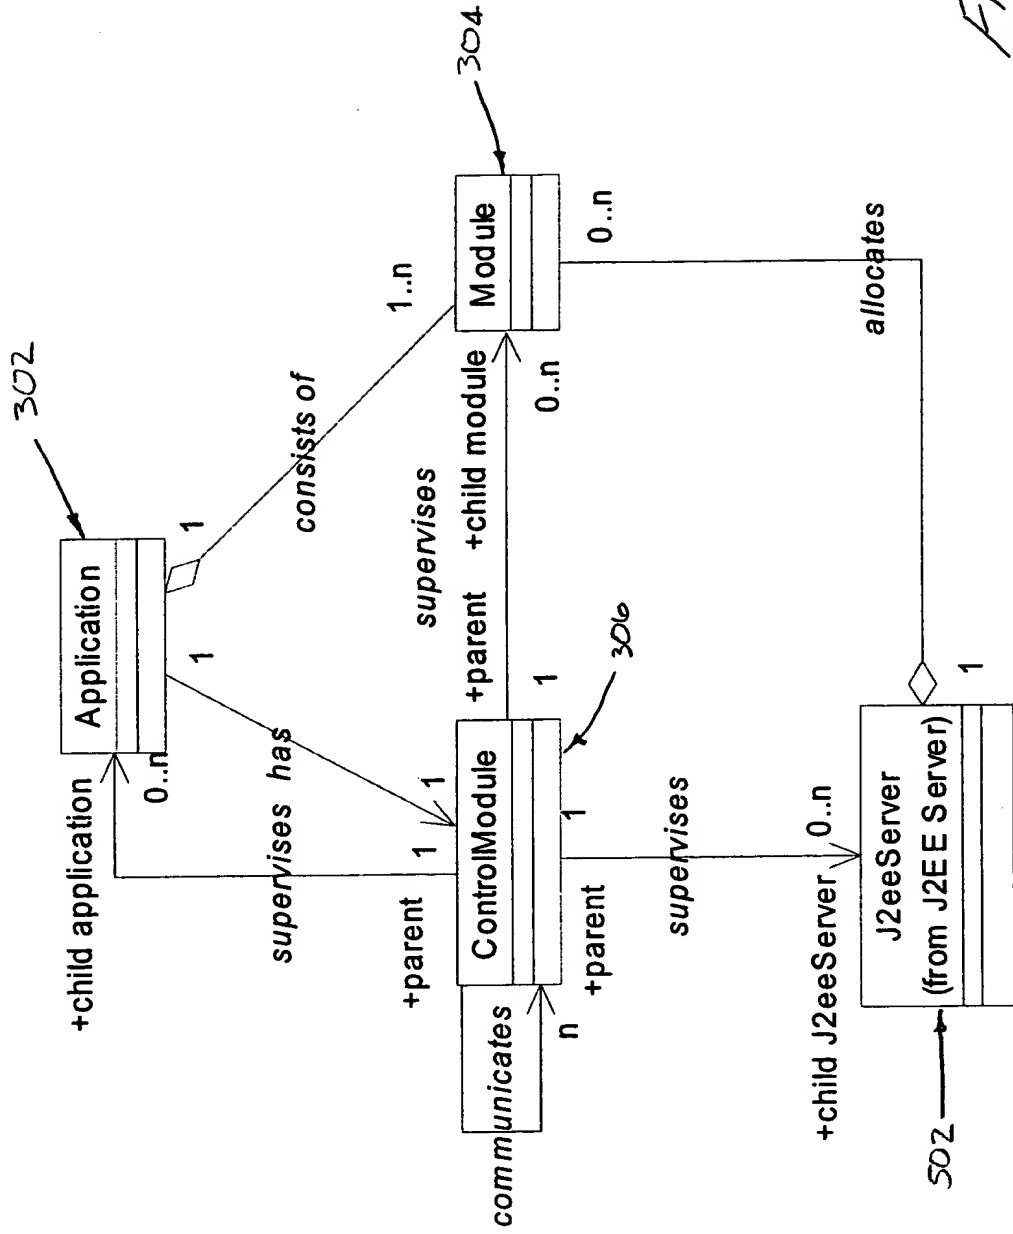 302
Application
1
1
consists of
1..n
+child application
0..n
supervises
has
304
Module
0..n
supervises
+parent
+child module
0..n
1
1
1
+parent
ControlModule
306
communicates
n
1
+parent
supervises
allocates
+child J2eeServer
0..n
1
J2eeServer
(from J2EE Server)
502